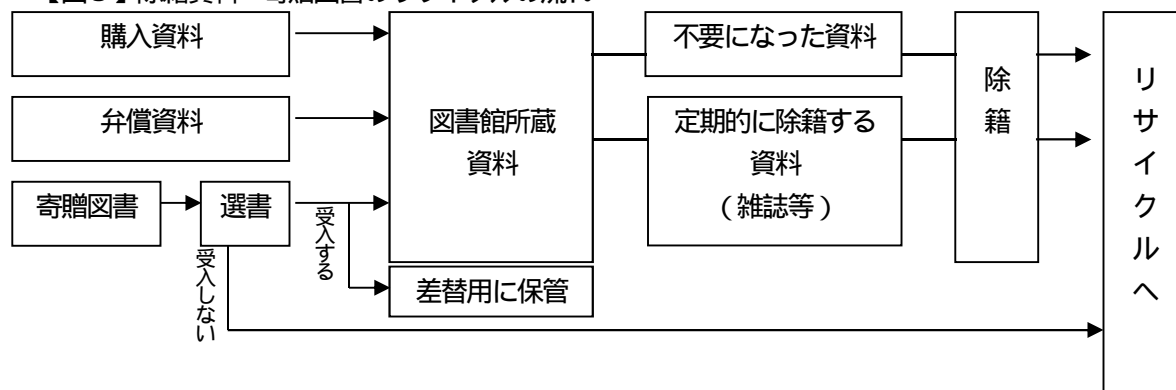 購入資料
不要になった資料
弁償資料
図書館所蔵
資料
定期的に除籍する
資料
（雑誌等）
除籍
リサイクルへ
寄贈図書
選書
受入する
受入しない
差替用に保管